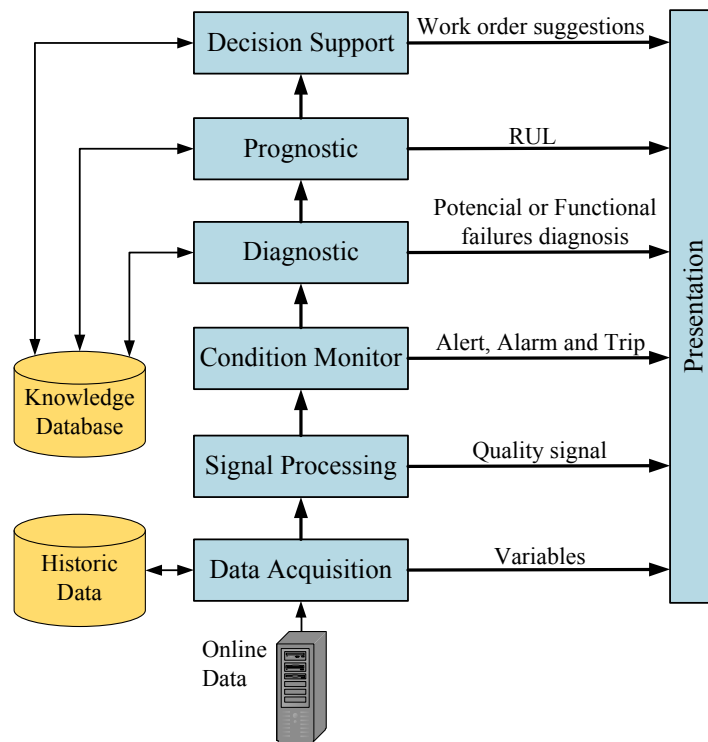 Decision Support
Work order suggestions
Prognostic
RUL
Diagnostic
Potencial or Functional
failures diagnosis
Presentation
Condition Monitor
Alert, Alarm and Trip
Knowledge
Database
Signal Processing
Quality signal
Historic
Data
Data Acquisition
Variables
Online
Data